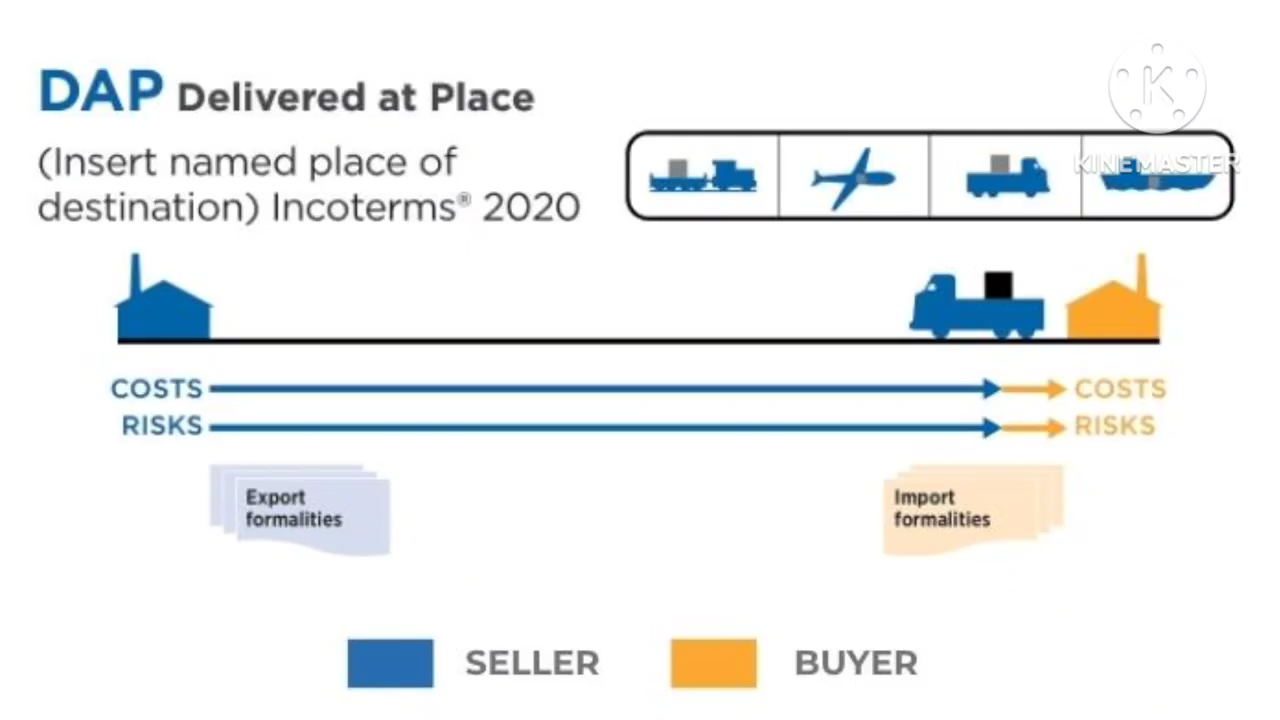 DAP Delivered at Place
K
KINEMASTER
(Insert named place of
destination) Incoterms® 2020
COSTS COSTS
RISKS RISKS
Export
formalities
Import
formalities
SELLER BUYER